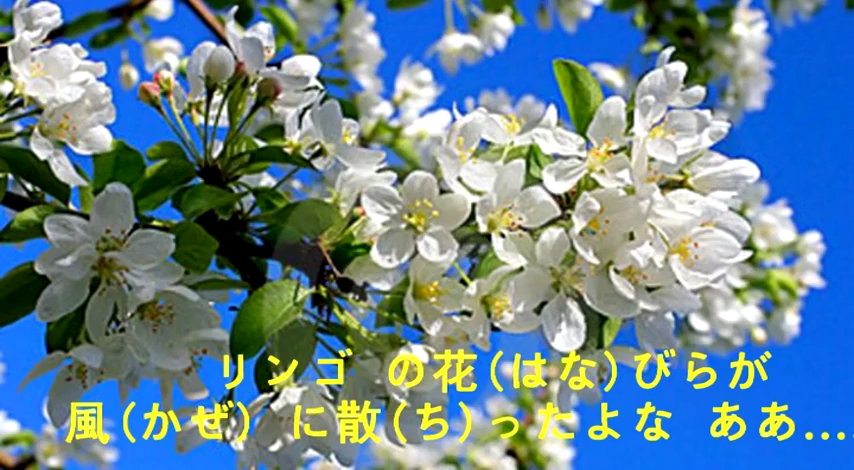 リンゴ の花(はな)びらが
風(かぜ) に散(ち)ったよな ああ....